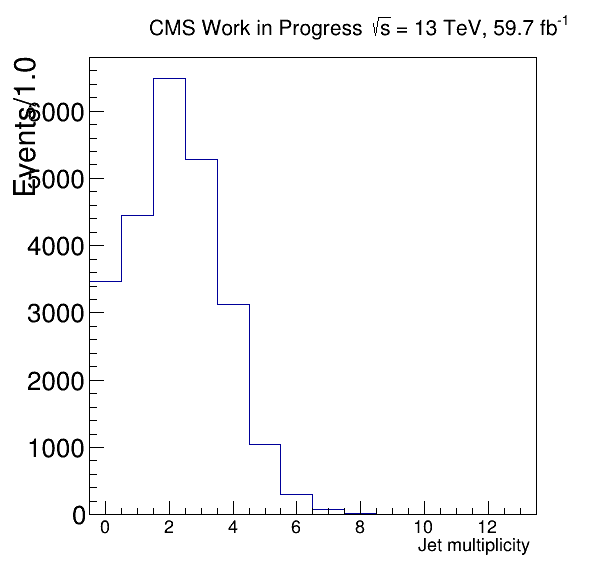 CMS Work in Progress √s = 13 TeV, 59.7 fb⁻¹
Events/1.0
6000
5000
4000
3000
2000
1000
0
0 2 4 6 8 10 12
Jet multiplicity